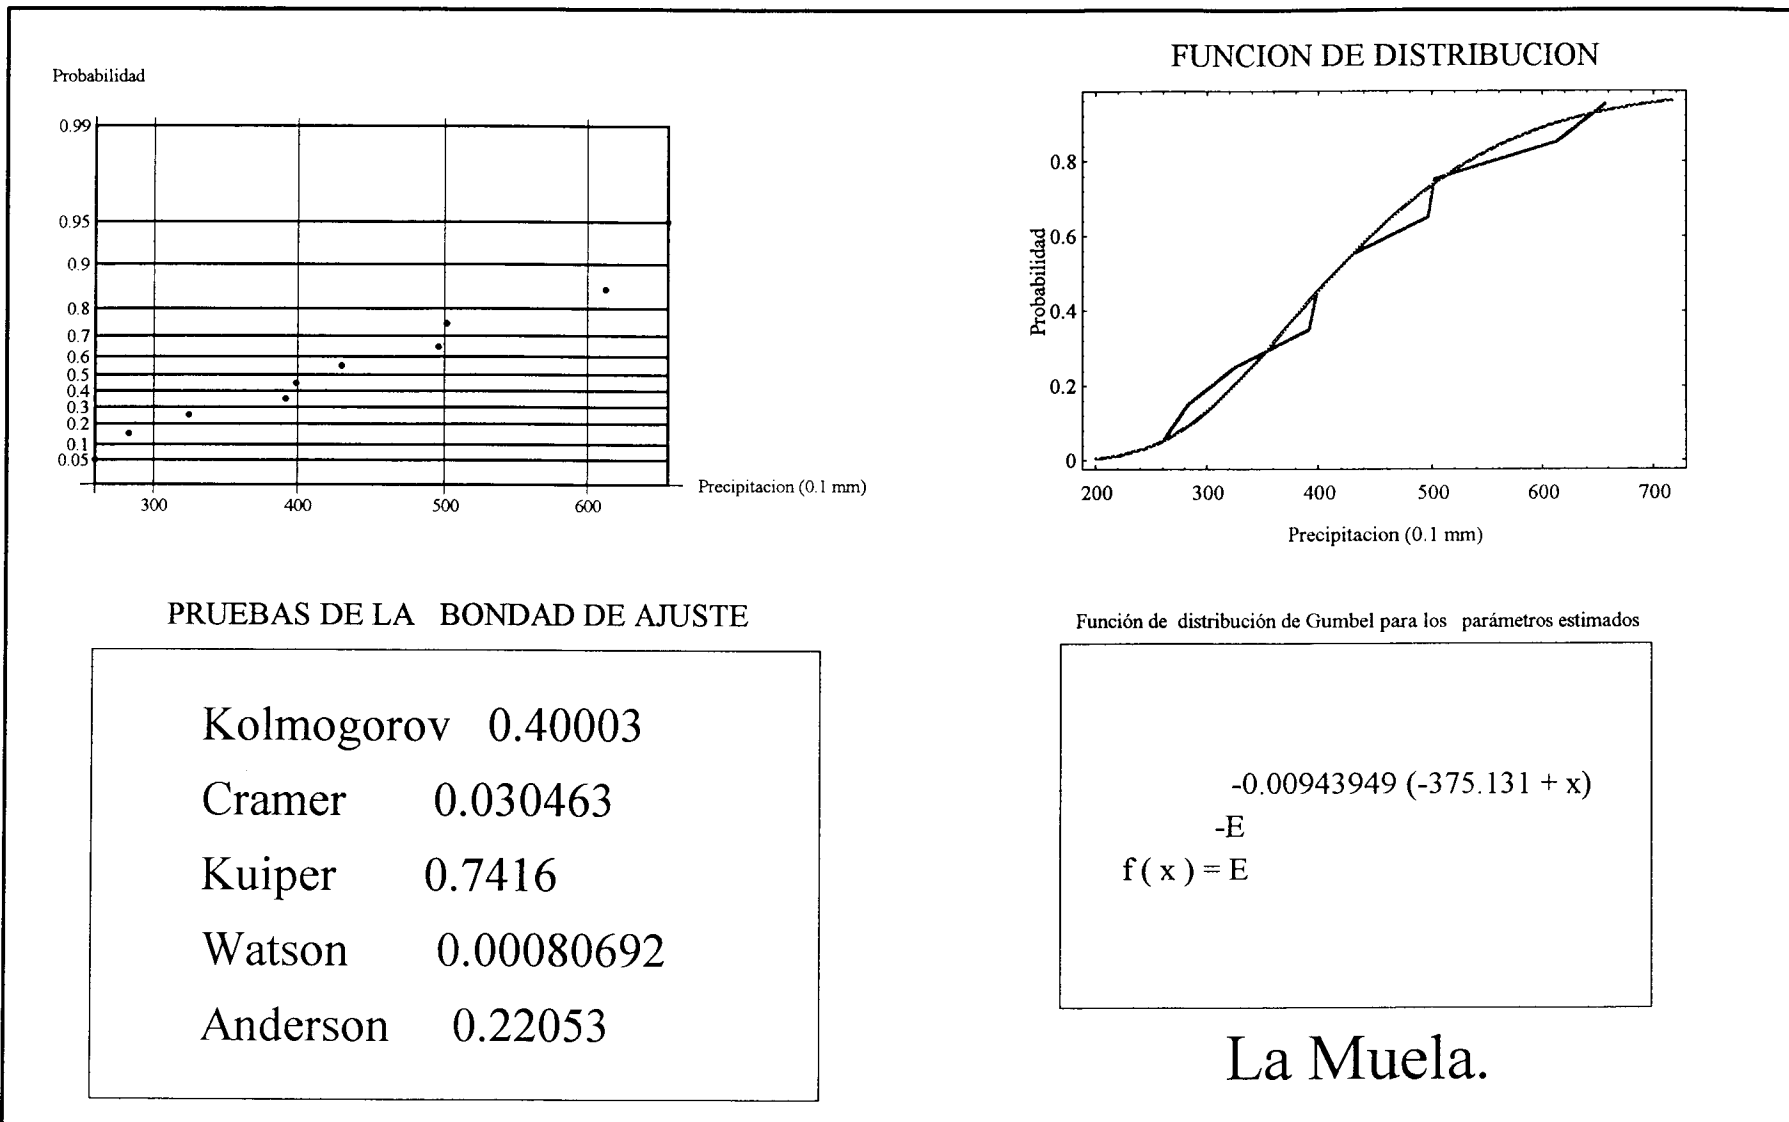 Probabilidad
0.99
0.95
0.9
0.8
0.7
0.6
0.5
0.4
0.3
0.2
0.1
0.05
300 400 500 600
Precipitacion (0.1 mm)
FUNCION DE DISTRIBUCION
Probabilidad
0.8
0.6
0.4
0.2
0
200 300 400 500 600 700
Precipitacion (0.1 mm)
PRUEBAS DE LA BONDAD DE AJUSTE
Kolmogorov 0.40003
Cramer 0.030463
Kuiper 0.7416
Watson 0.00080692
Anderson 0.22053
Función de distribución de Gumbel para los parámetros estimados
-0.00943949 (-375.131 + x)
-E
f ( x ) = E
La Muela.